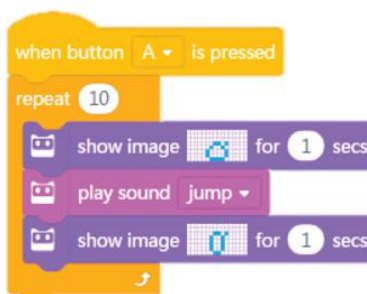 when button A is pressed
repeat 10
show image for 1 secs
play sound jump
show image for 1 secs